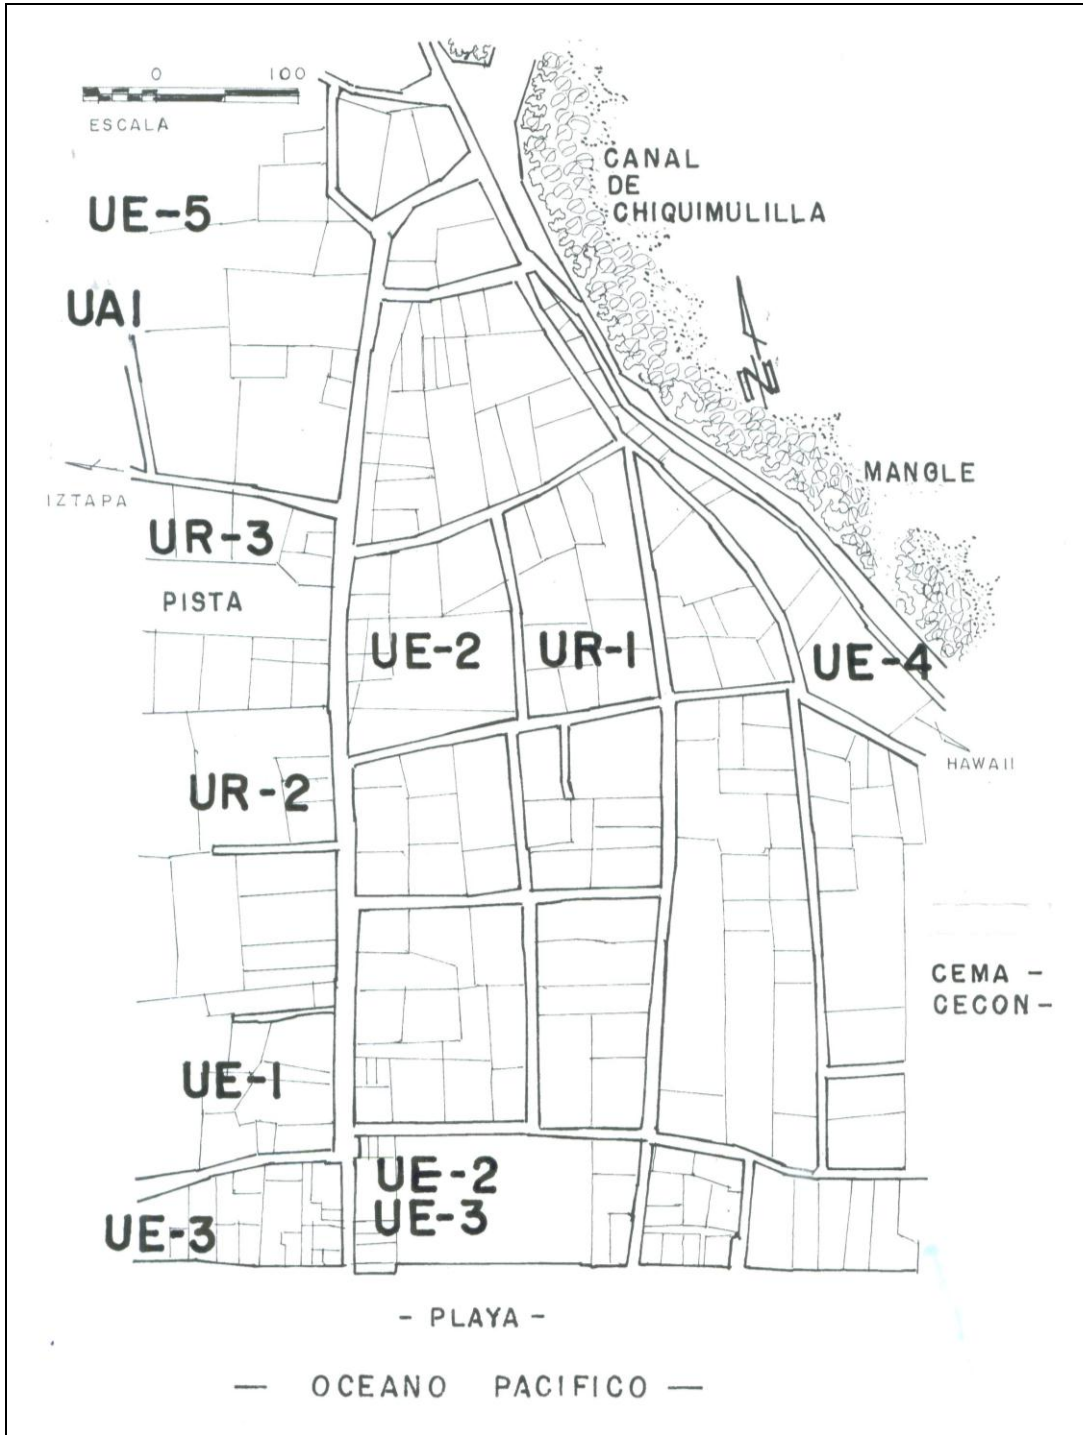 0 100
ESCALA
CANAL
DE
CHIQUIMULILLA
UE-5
UA1
N
MANGLE
IZTAPA
UR-3
PISTA
UE-2
UR-1
UE-4
HAWAII
UR-2
CEMA -
CECON -
UE-1
UE-2
UE-3
UE-3
- PLAYA -
— OCEANO PACIFICO —